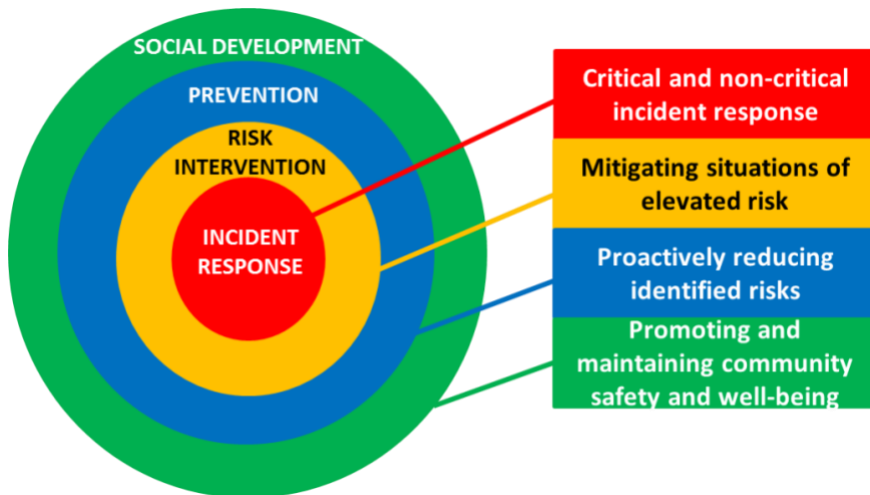 SOCIAL DEVELOPMENT
PREVENTION
RISK
INTERVENTION
INCIDENT
RESPONSE
Critical and non-critical
incident response
Mitigating situations of
elevated risk
Proactively reducing
identified risks
Promoting and
maintaining community
safety and well-being